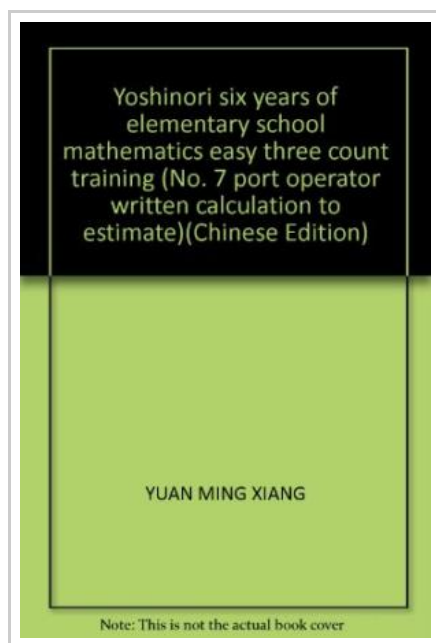 Yoshinori six years of
elementary school
mathematics easy three count
training (No. 7 port operator
written calculation to
estimate)(Chinese Edition)
YUAN MING XIANG
Note: This is not the actual book cover